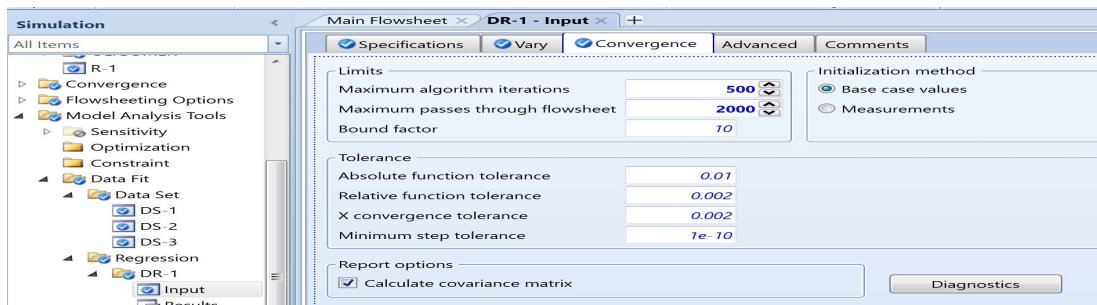 Simulation
Main Flowsheet
DR-1 - Input
All Items
Specifications
Vary
Convergence
Advanced
Comments
R-1
Convergence
Flowsheeting Options
Model Analysis Tools
Sensitivity
Optimization
Constraint
Data Fit
Data Set
DS-1
DS-2
DS-3
Regression
DR-1
Input
Results
Limits
Maximum algorithm iterations 500
Maximum passes through flowsheet 2000
Bound factor 10
Initialization method
Base case values
Measurements
Tolerance
Absolute function tolerance 0.01
Relative function tolerance 0.002
X convergence tolerance 0.002
Minimum step tolerance 1e-10
Report options
Calculate covariance matrix
Diagnostics